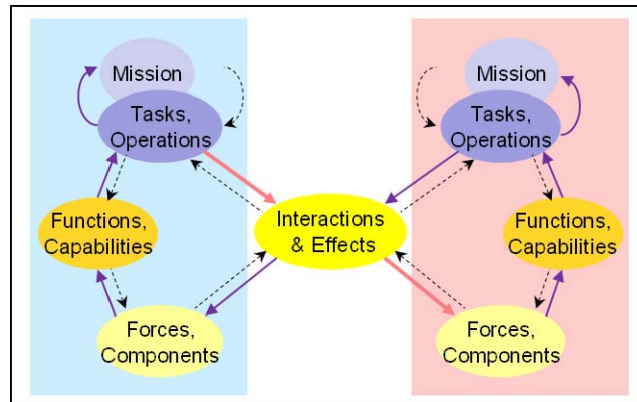 Mission
Tasks,
Operations
Functions,
Capabilities
Forces,
Components
Interactions
& Effects
Mission
Tasks,
Operations
Functions,
Capabilities
Forces,
Components